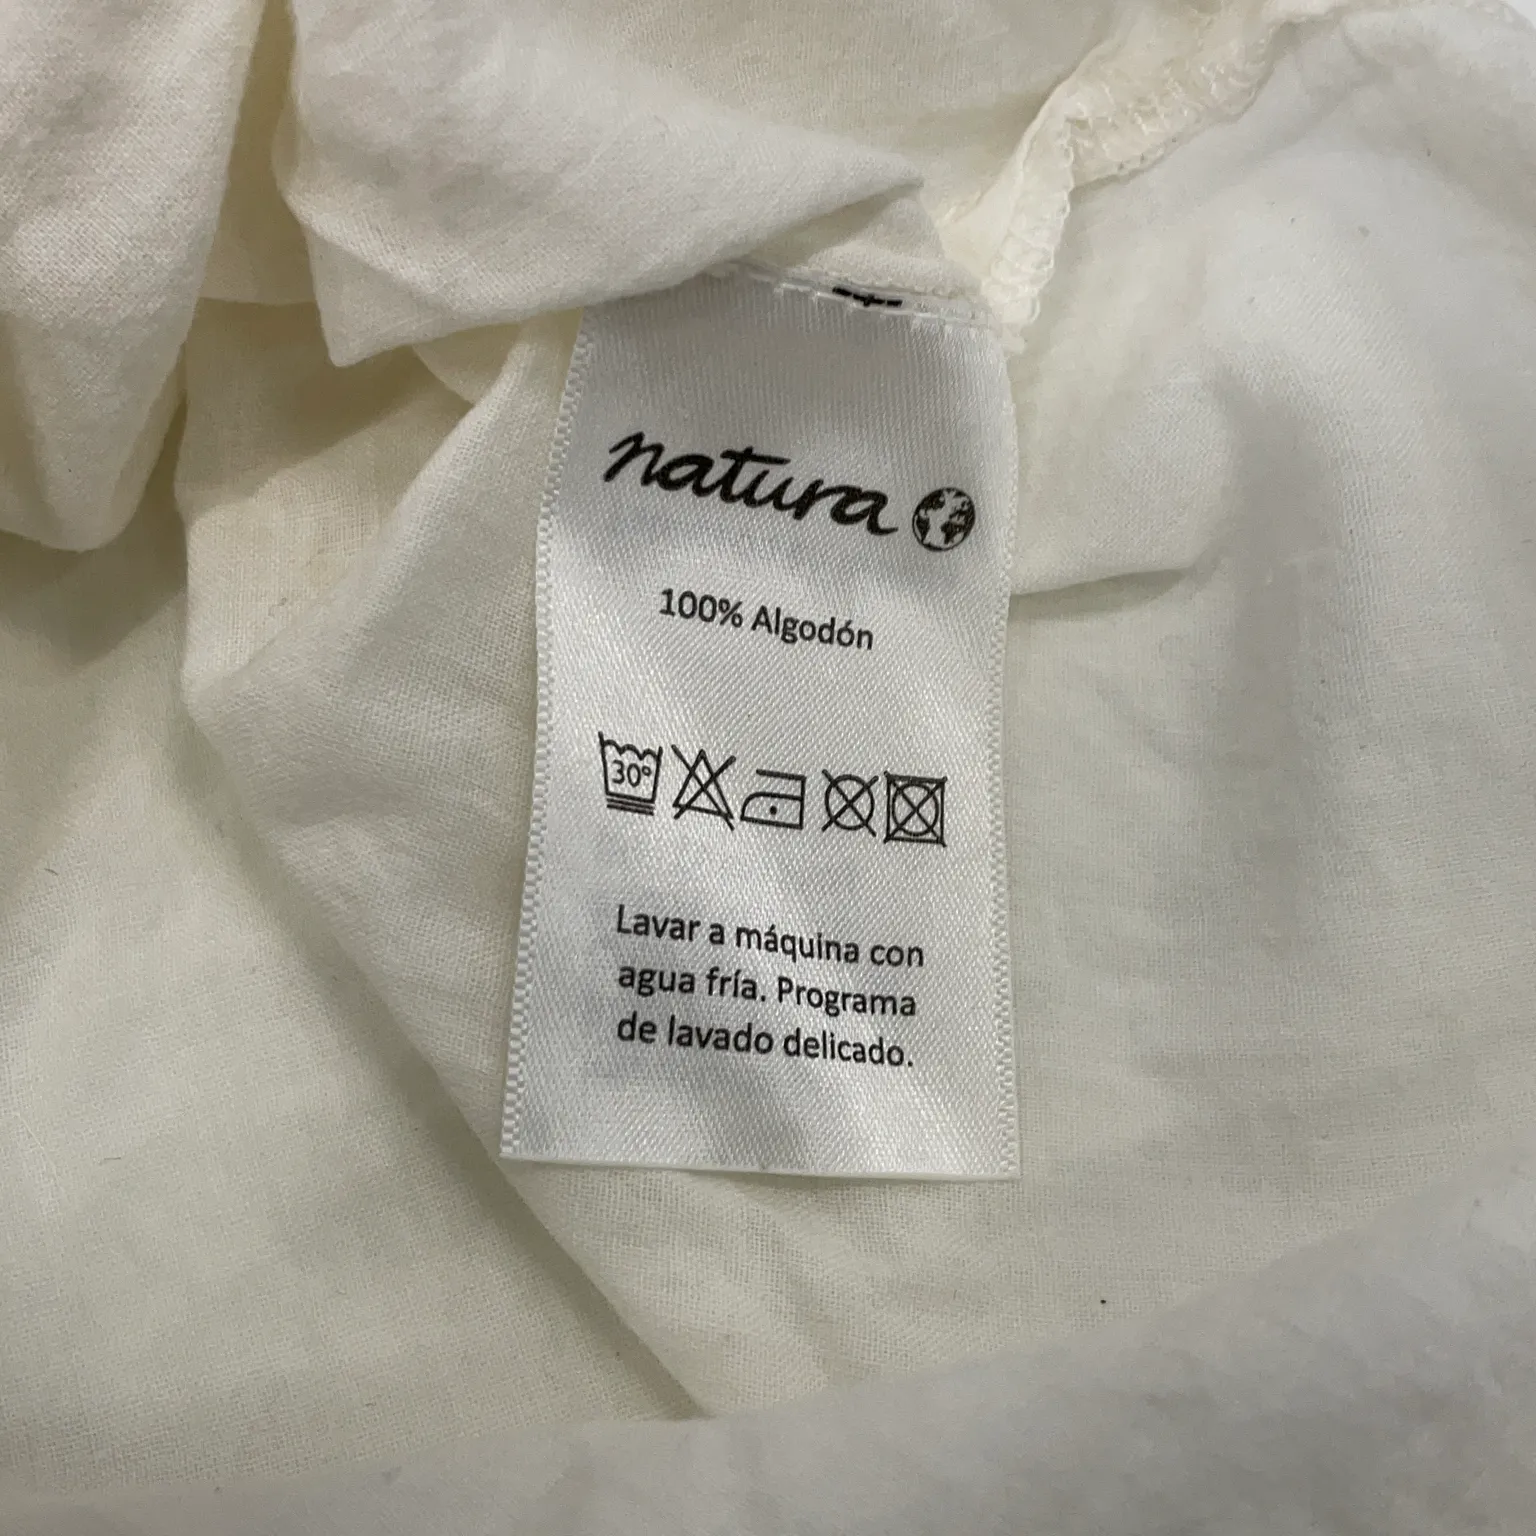 natura
100% Algodón
30°
Lavar a máquina con
agua fría. Programa
de lavado delicado.